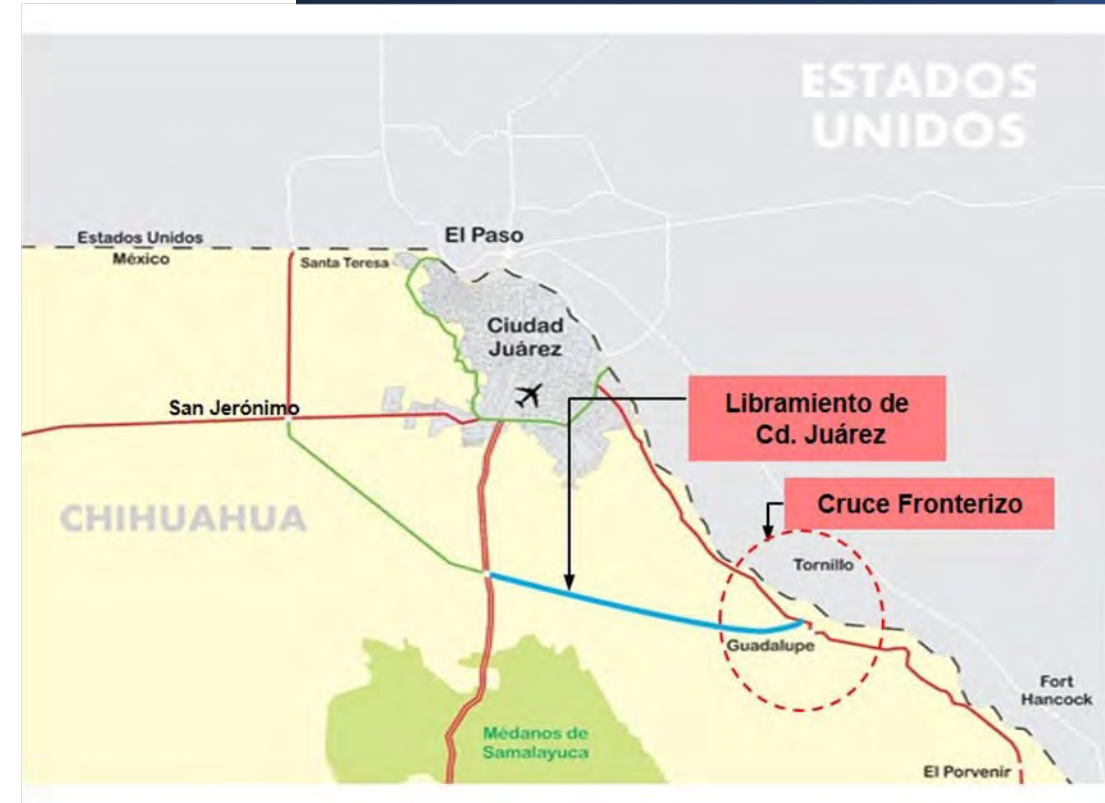 ESTADOS
UNIDOS
El Paso
Estados Unidos
México
Santa Teresa
Ciudad
Juárez
San Jerónimo
Libramiento de
Cd. Juárez
CHIHUAHUA
Cruce Fronterizo
Tornillo
Guadalupe
Fort
Hancock
Médanos de
Samalayuca
El Porvenir